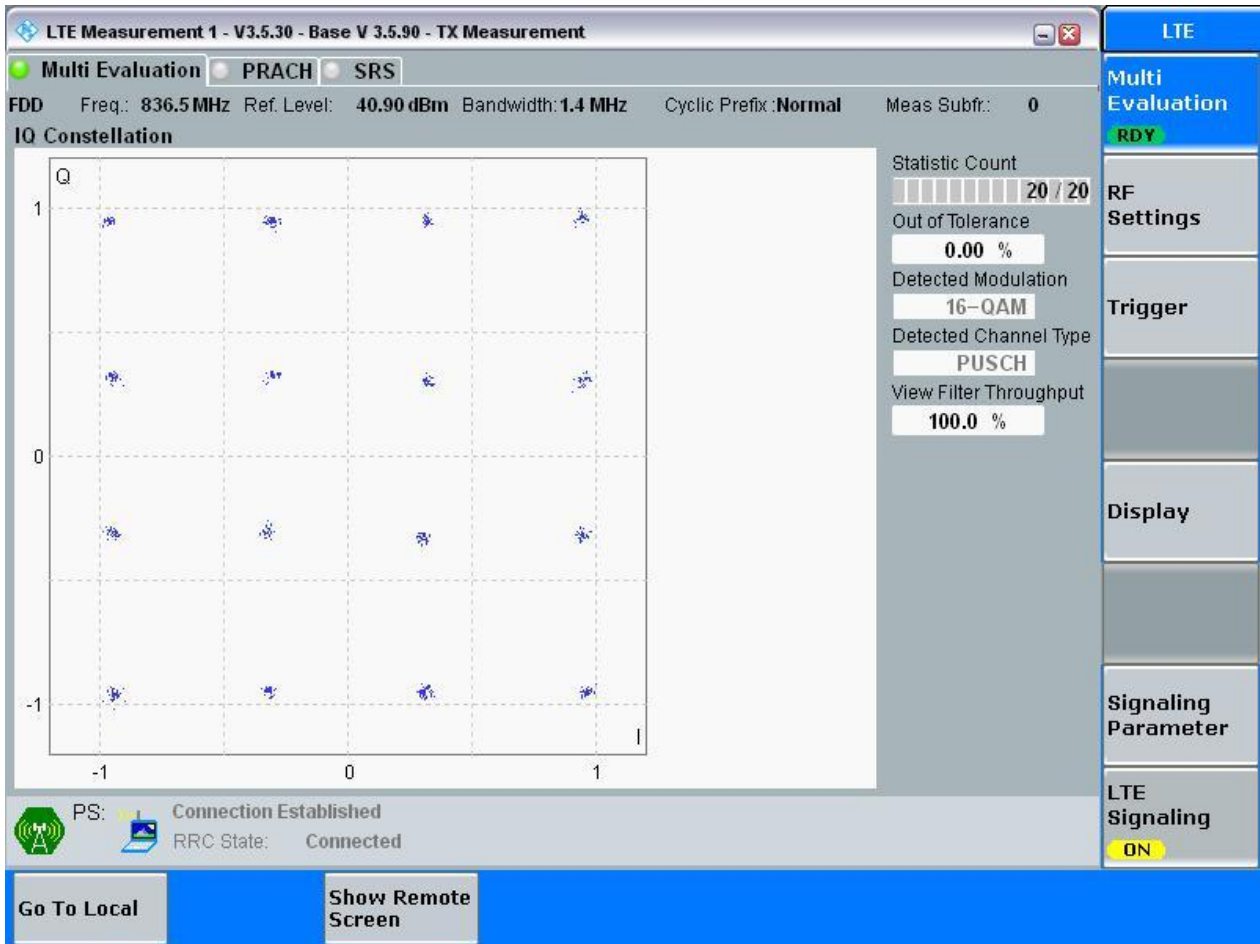 LTE Measurement 1 - V3.5.30 - Base V 3.5.90 - TX Measurement
Multi Evaluation PRACH SRS
FDD Freq.: 836.5 MHz Ref. Level: 40.90 dBm Bandwidth: 1.4 MHz Cyclic Prefix :Normal Meas Subfr.: 0
IQ Constellation
Q
1
0
-1
-1 0 1
I
Statistic Count
20 / 20
Out of Tolerance
0.00 %
Detected Modulation
16-QAM
Detected Channel Type
PUSCH
View Filter Throughput
100.0 %
PS: Connection Established
RRC State: Connected
LTE
Multi
Evaluation
RDY
RF
Settings
Trigger
Display
Signaling
Parameter
LTE
Signaling
ON
Go To Local
Show Remote
Screen